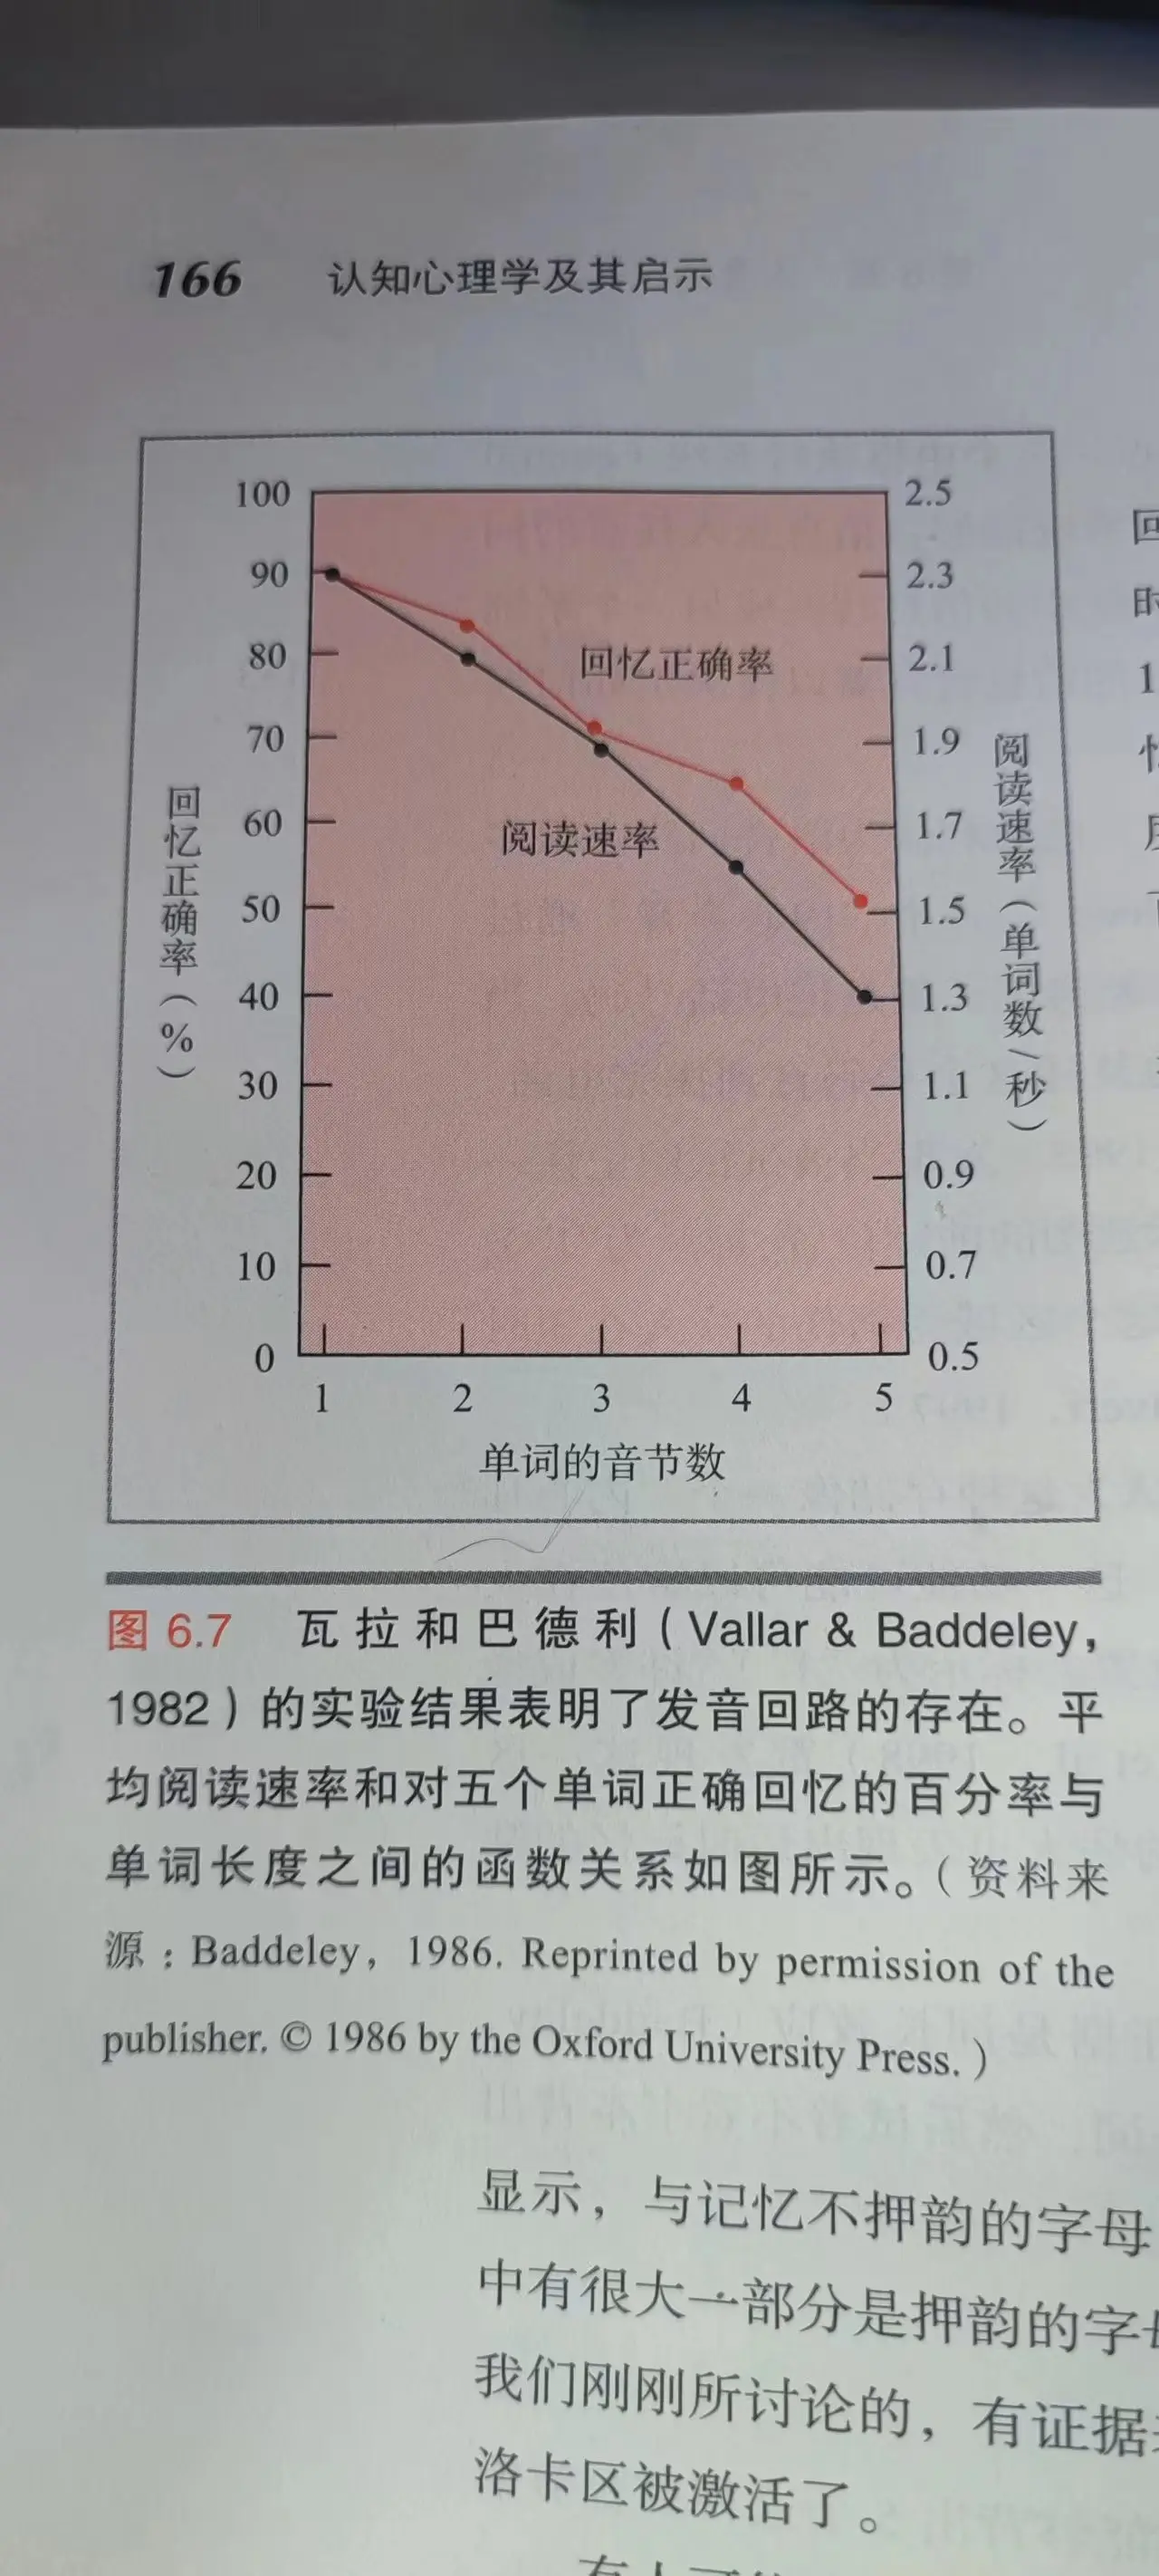 166 认知心理学及其启示
100
90
80
70
60
50
40
30
20
10
0
回忆正确率（%）
回忆正确率
阅读速率
2.5
2.3
2.1
1.9
1.7
1.5
1.3
1.1
0.9
0.7
0.5
阅读速率（单词数/秒）
1 2 3 4 5
单词的音节数
图 6.7 瓦拉和巴德利（Vallar & Baddeley，
1982）的实验结果表明了发音回路的存在。平
均阅读速率和对五个单词正确回忆的百分率与
单词长度之间的函数关系如图所示。（资料来
源：Baddeley，1986. Reprinted by permission of the
publisher. © 1986 by the Oxford University Press.）
显示，与记忆不押韵的字母
中有很大一部分是押韵的字母
我们刚刚所讨论的，有证据
洛卡区被激活了。
回
时
1